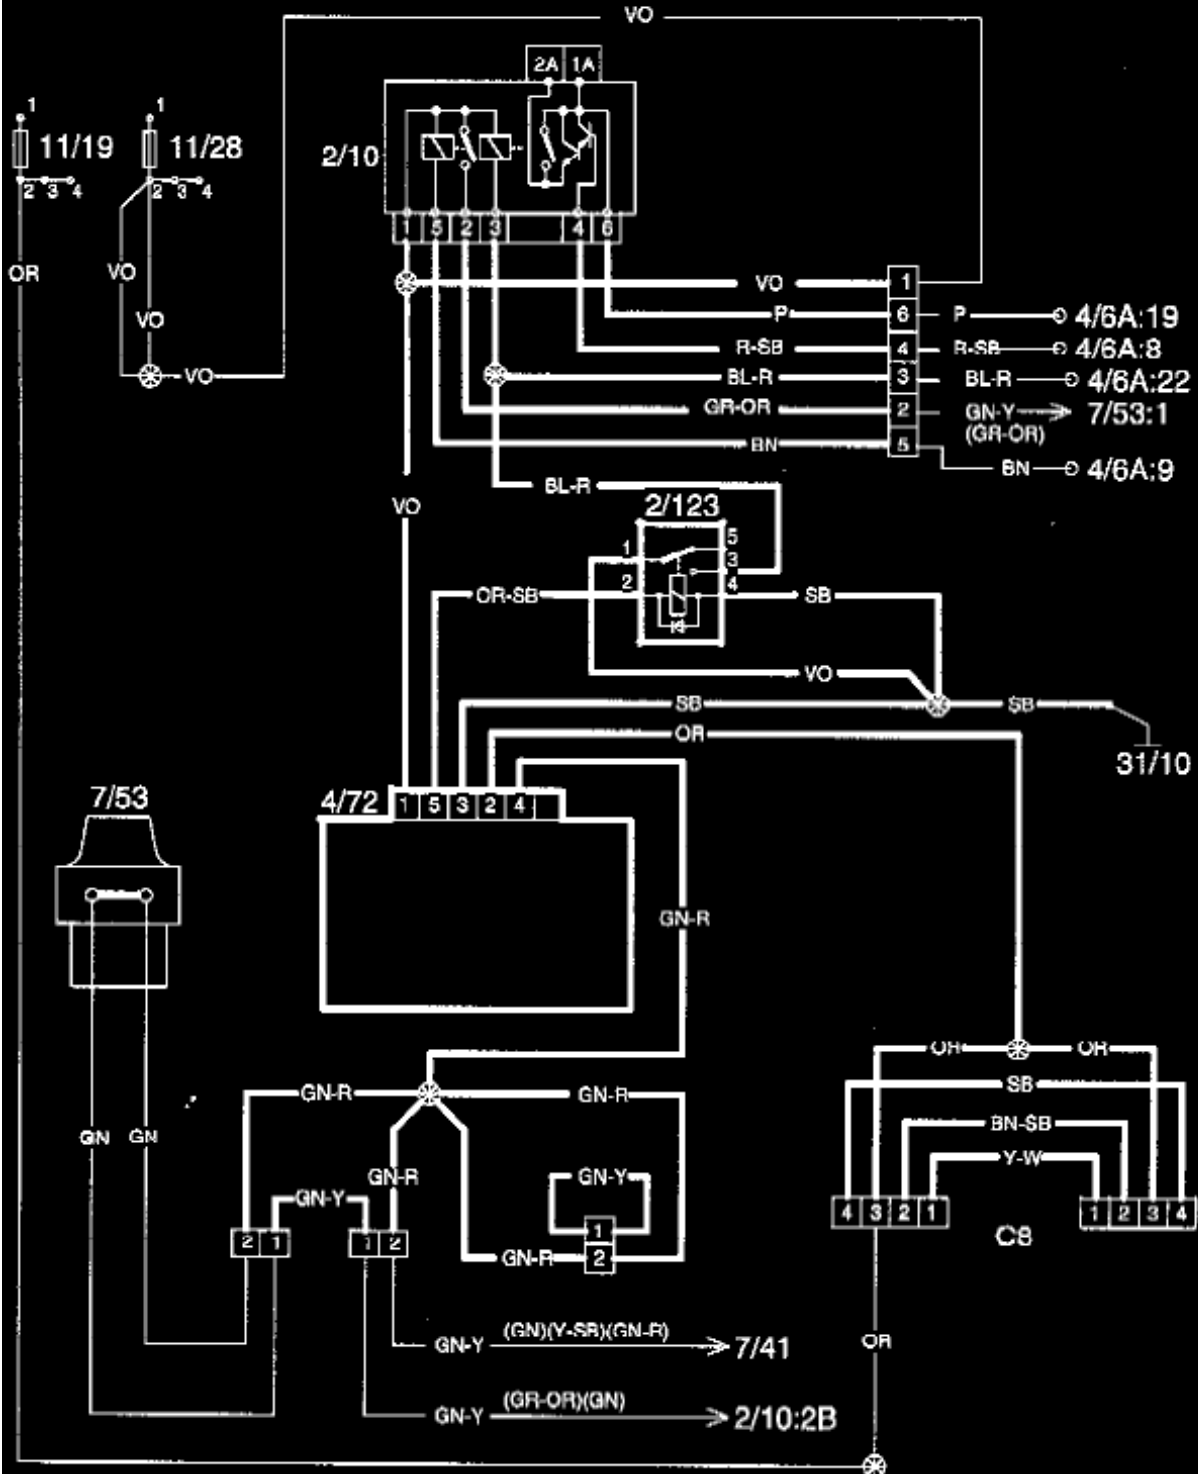 VO
2A 1A
1 1
11/19 11/28
2/10
2 3 4 2 3 4
1 5 2 3 4 6
OR VO
VO 1
VO
P 6 P 4/6A:19
R-SB 4 R-SB 4/6A:8
VO BL-R 3 BL-R 4/6A:22
GR-OR 2 GN-Y 7/53:1
(GR-OR)
BN 5
BN 4/6A:9
BL-R
VO 2/123
1 5
3
2 4
OR-SB SB
VO
SB SB
OR
31/10
7/53 4/72 1 5 3 2 4
GN-R
OR OR
SB
GN-R GN-R
BN-SB
GN GN
Y-W
GN-R GN-Y
GN-Y
4 3 2 1 1 2 3 4
C8
2 1 1 2 1
GN-R 2
(GN)(Y-SB)(GN-R)
GN-Y 7/41
OR
(GR-OR)(GN)
GN-Y 2/10:2B